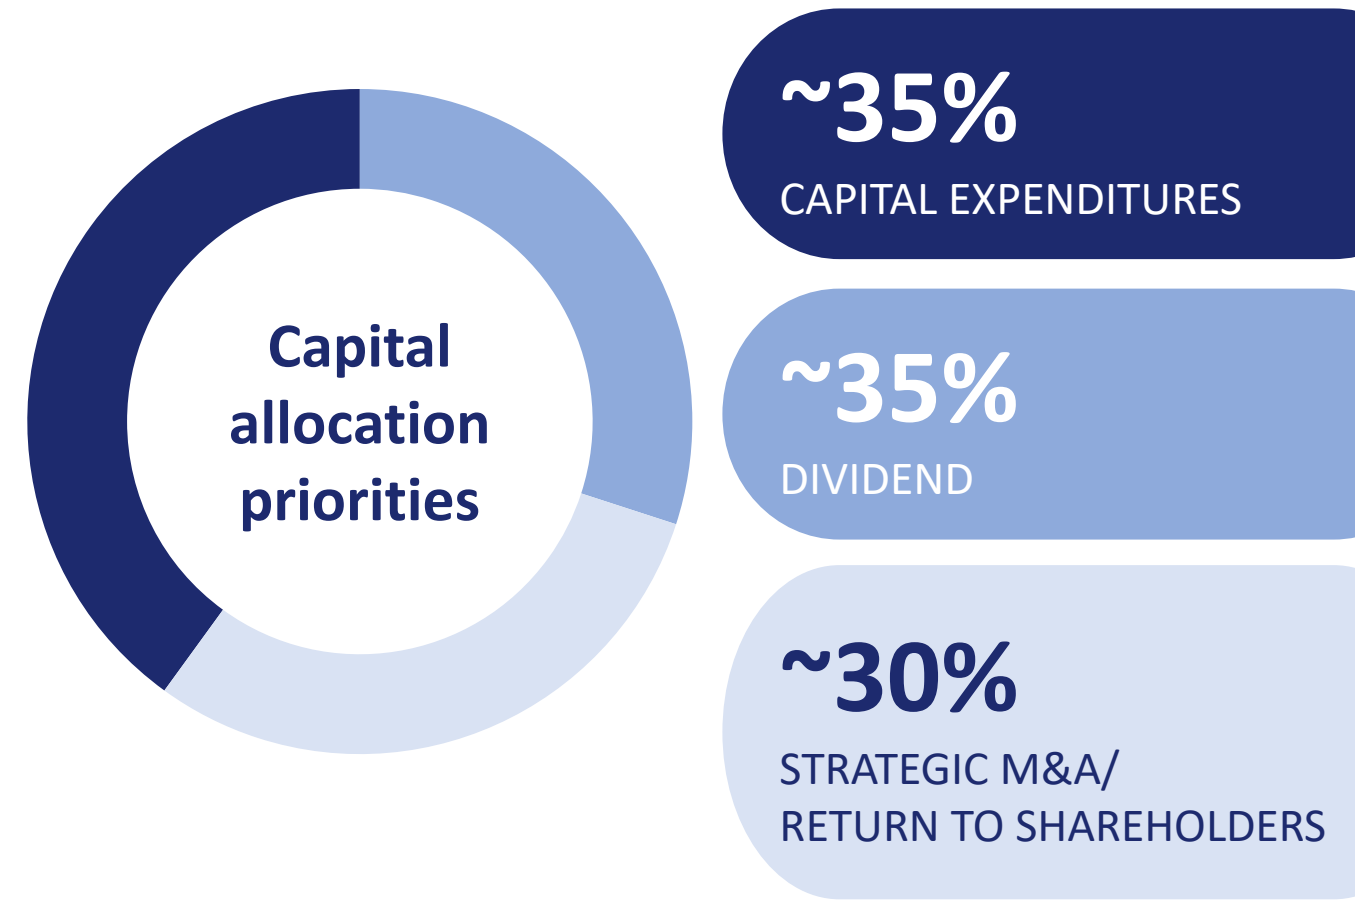 Capital
allocation
priorities
~35%
CAPITAL EXPENDITURES
~35%
DIVIDEND
~30%
STRATEGIC M&A/
RETURN TO SHAREHOLDERS